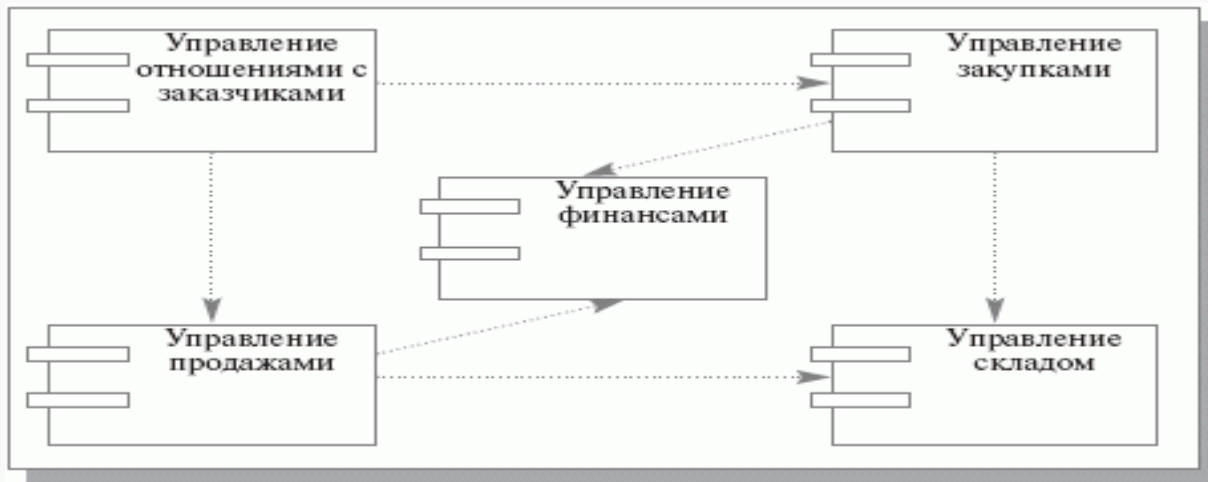 Управление
отношениями с
заказчиками
Управление
закупками
Управление
финансами
Управление
продажами
Управление
складом